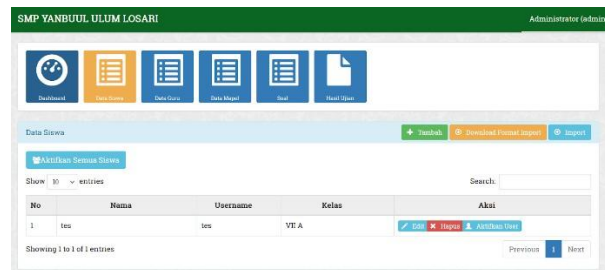 SMP YANBUUL ULUM LOSARI
Administrator (admin
Dashboard
Data Siswa
Data Guru
Data Mapel
Soal
Hasil Ujian
Data Siswa
Tambah
Download Format Import
Import
Aktifkan Semua Siswa
Show 10 entries
Search:
No Nama Username Kelas Aksi
1 tes tes VII A Edit Hapus Aktifkan User
Showing 1 to 1 of 1 entries
Previous 1 Next